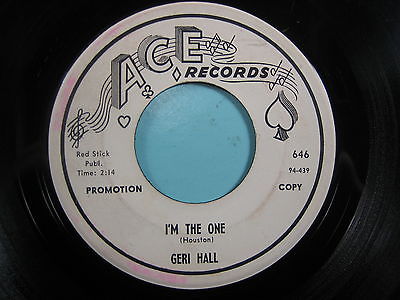 ACE
RECORDS
Red Stick
Publ.
Time: 2:14
646
94-439
PROMOTION
COPY
I'M THE ONE
(Houston)
GERI HALL